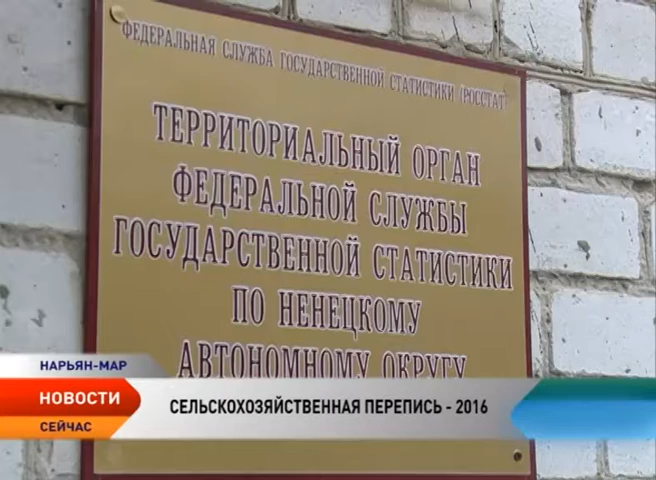 ФЕДЕРАЛЬНАЯ СЛУЖБА ГОСУДАРСТВЕННОЙ СТАТИСТИКИ (РОССТАТ)
ТЕРРИТОРИАЛЬНЫЙ ОРГАН
ФЕДЕРАЛЬНОЙ СЛУЖБЫ
ГОСУДАРСТВЕННОЙ СТАТИСТИКИ
ПО НЕНЕЦКОМУ
АВТОНОМНОМУ ОКРУГУ
НАРЬЯН-МАР
НОВОСТИ
СЕЙЧАС
СЕЛЬСКОХОЗЯЙСТВЕННАЯ ПЕРЕПИСЬ - 2016